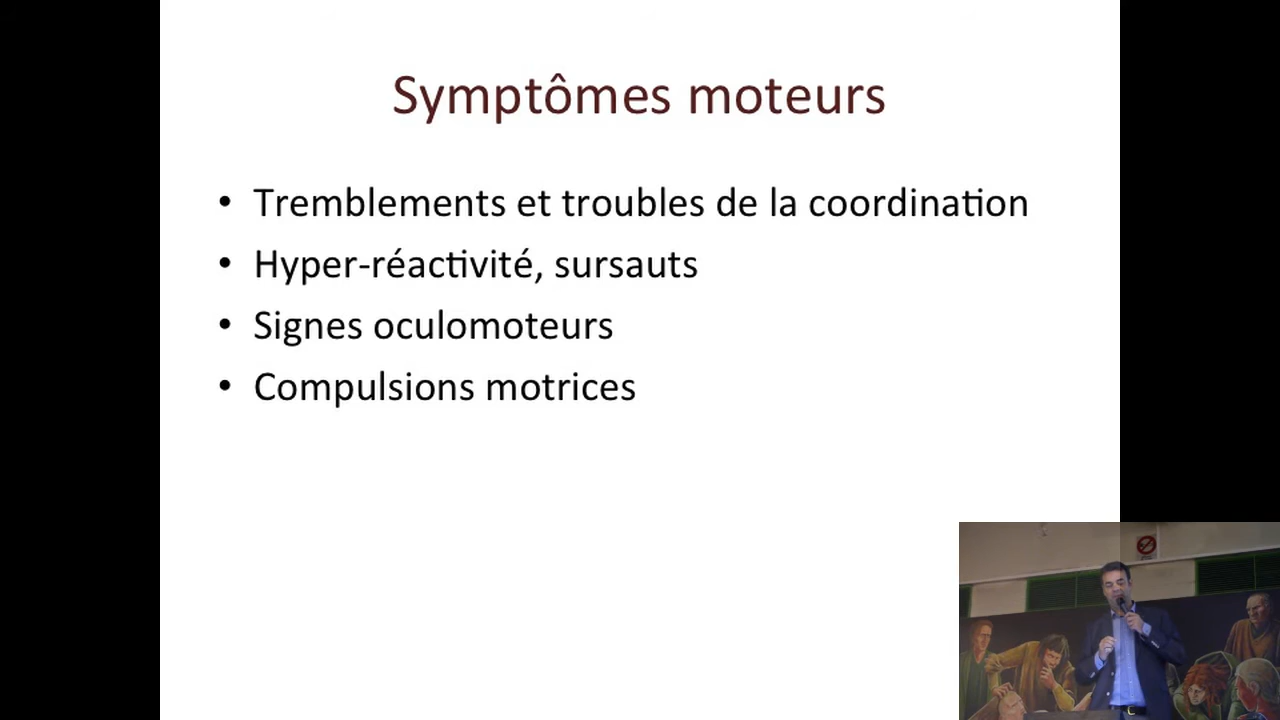 Symptômes moteurs
• Tremblements et troubles de la coordination
• Hyper-réactivité, sursauts
• Signes oculomoteurs
• Compulsions motrices